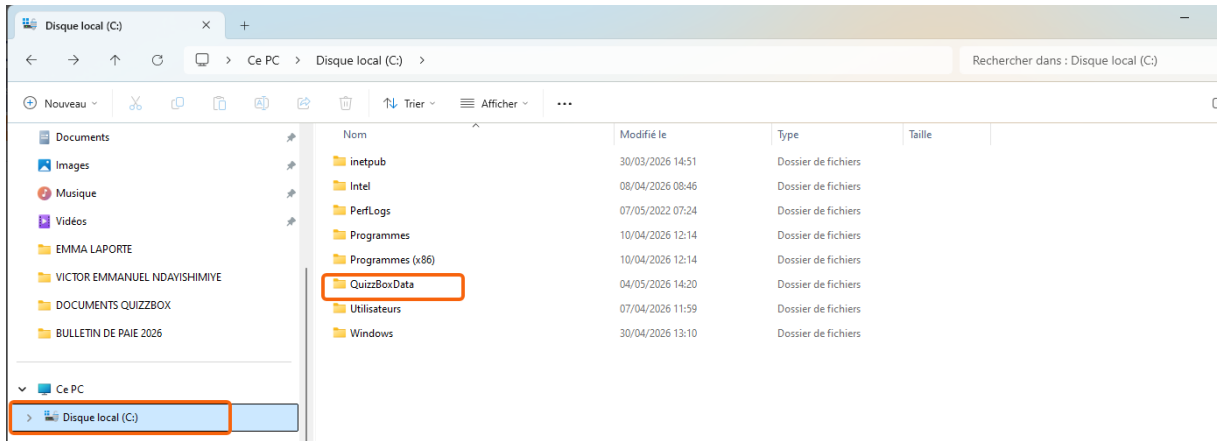 Disque local (C:)
Ce PC > Disque local (C:) >
Rechercher dans : Disque local (C:)
Nouveau
Trier
Afficher
Documents
Images
Musique
Vidéos
EMMA LAPORTE
VICTOR EMMANUEL NDAYISHIMIYE
DOCUMENTS QUIZZBOX
BULLETIN DE PAIE 2026
Ce PC
Disque local (C:)
Nom Modifié le Type Taille
inetpub 30/03/2026 14:51 Dossier de fichiers
Intel 08/04/2026 08:46 Dossier de fichiers
PerfLogs 07/05/2022 07:24 Dossier de fichiers
Programmes 10/04/2026 12:14 Dossier de fichiers
Programmes (x86) 10/04/2026 12:14 Dossier de fichiers
QuizzBoxData 04/05/2026 14:20 Dossier de fichiers
Utilisateurs 07/04/2026 11:59 Dossier de fichiers
Windows 30/04/2026 13:10 Dossier de fichiers